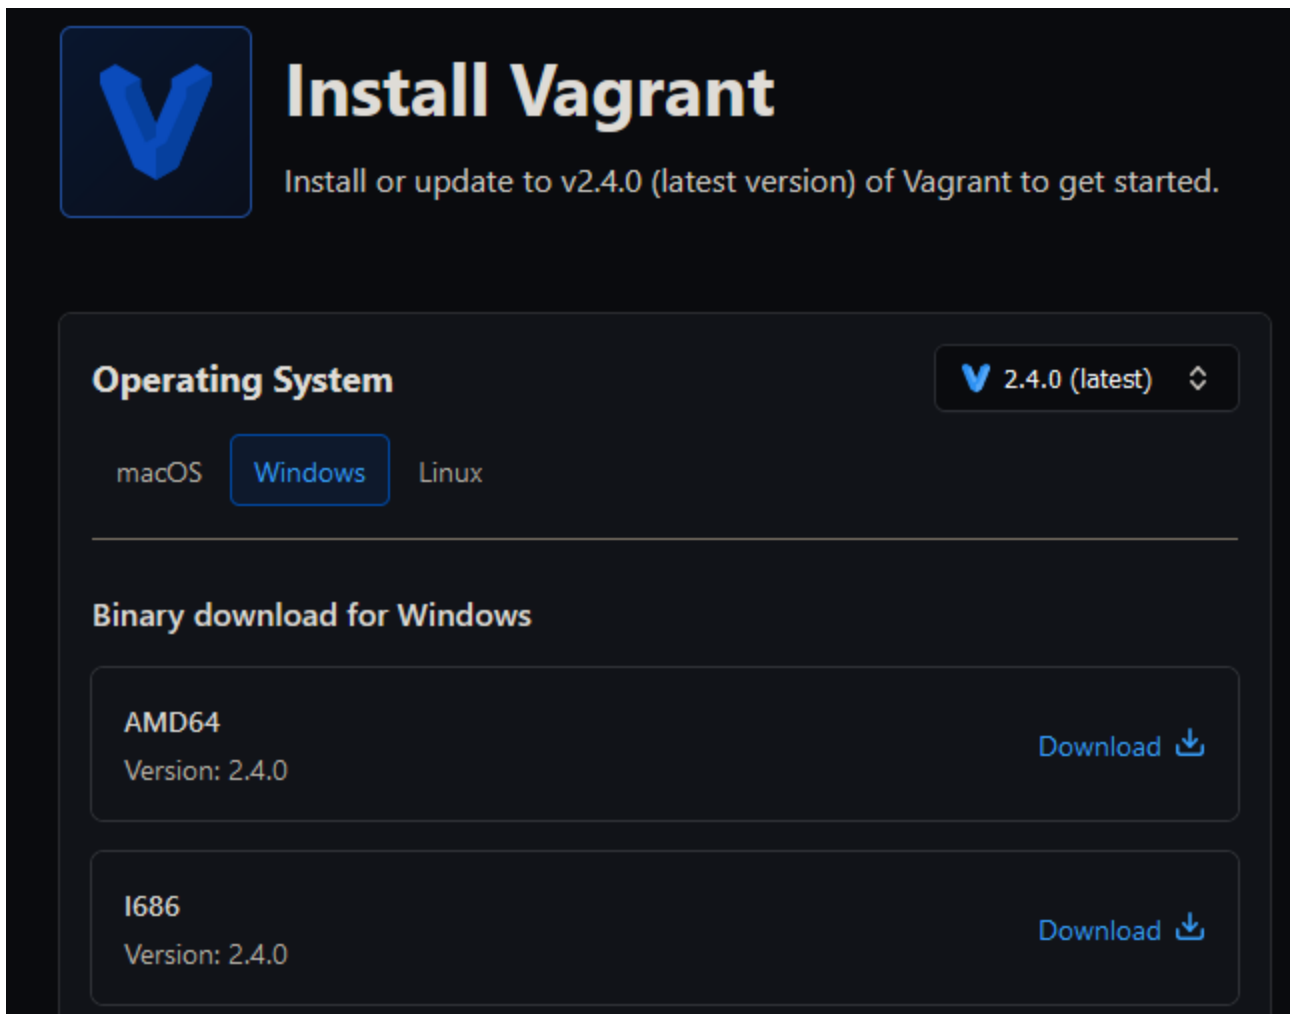 Install Vagrant
Install or update to v2.4.0 (latest version) of Vagrant to get started.
Operating System
2.4.0 (latest)
macOS Windows Linux
Binary download for Windows
AMD64
Version: 2.4.0
Download
I686
Version: 2.4.0
Download